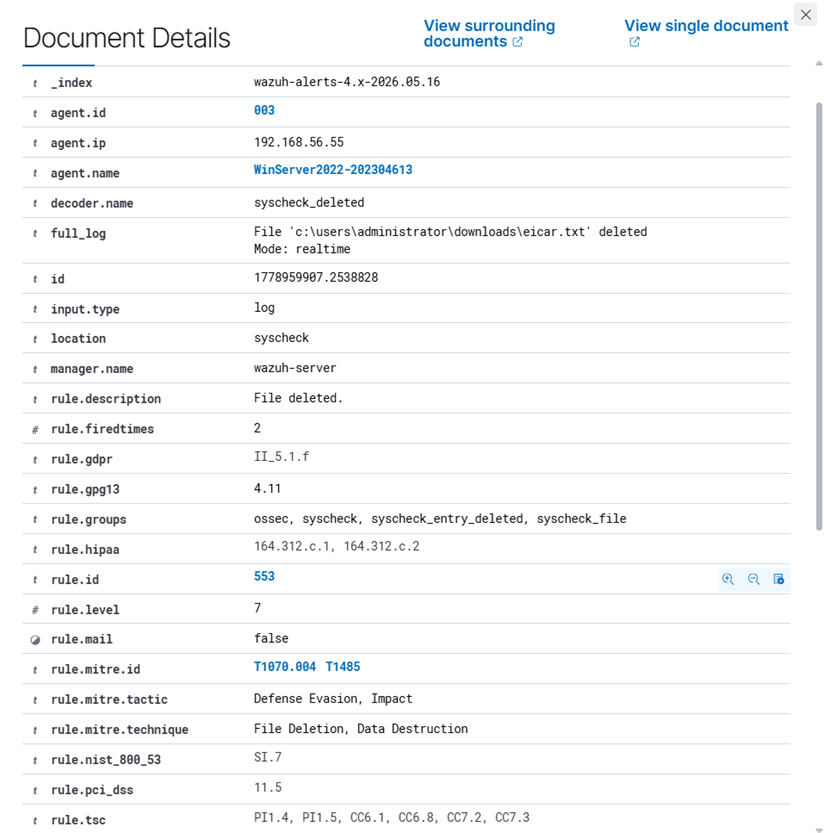 Document Details
View surrounding documents
View single document
t _index wazuh-alerts-4.x-2026.05.16
t agent.id 003
t agent.ip 192.168.56.55
t agent.name WinServer2022-202304613
t decoder.name syscheck_deleted
t full_log File 'c:\users\administrator\downloads\eicar.txt' deleted
Mode: realtime
t id 1778959907.2538828
t input.type log
t location syscheck
t manager.name wazuh-server
t rule.description File deleted.
# rule.firedtimes 2
t rule.gdpr II_5.1.f
t rule.gpg13 4.11
t rule.groups ossec, syscheck, syscheck_entry_deleted, syscheck_file
t rule.hipaa 164.312.c.1, 164.312.c.2
t rule.id 553
# rule.level 7
rule.mail false
t rule.mitre.id T1070.004 T1485
t rule.mitre.tactic Defense Evasion, Impact
t rule.mitre.technique File Deletion, Data Destruction
t rule.nist_800_53 SI.7
t rule.pci_dss 11.5
t rule.tsc PI1.4, PI1.5, CC6.1, CC6.8, CC7.2, CC7.3